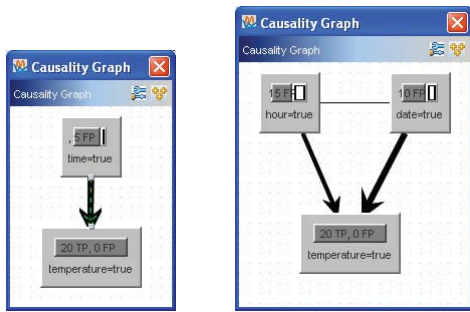 Causality Graph
Causality Graph
, 5 FP
time=true
20 TP, 0 FP
temperature=true
Causality Graph
Causality Graph
15 FP
hour=true
10 FP
date=true
20 TP, 0 FP
temperature=true